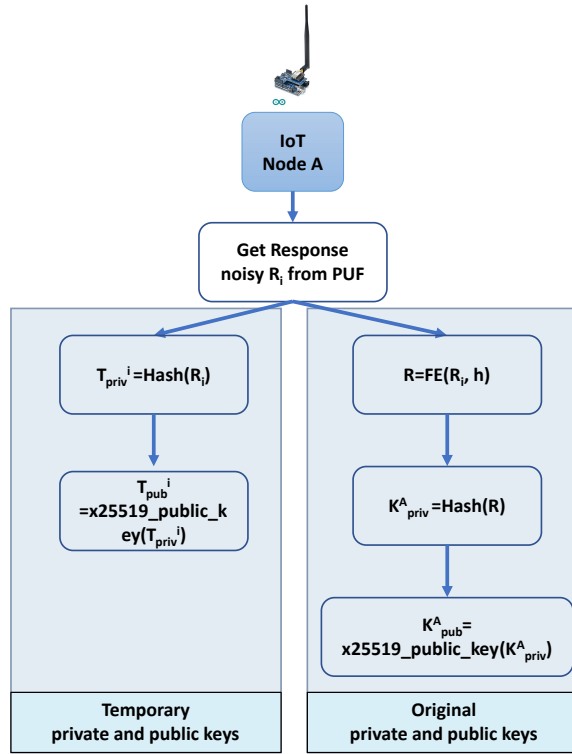 IoT
Node A
Get Response
noisy Rᵢ from PUF
Tₚᵣᵢᵥⁱ=Hash(Rᵢ)
Tₚᵤbⁱ
=x25519_public_k
ey(Tₚᵣᵢᵥⁱ)
R=FE(Rᵢ, h)
Kᴬₚᵣᵢᵥ=Hash(R)
Kᴬₚᵤb=
x25519_public_key(Kᴬₚᵣᵢᵥ)
Temporary
private and public keys
Original
private and public keys